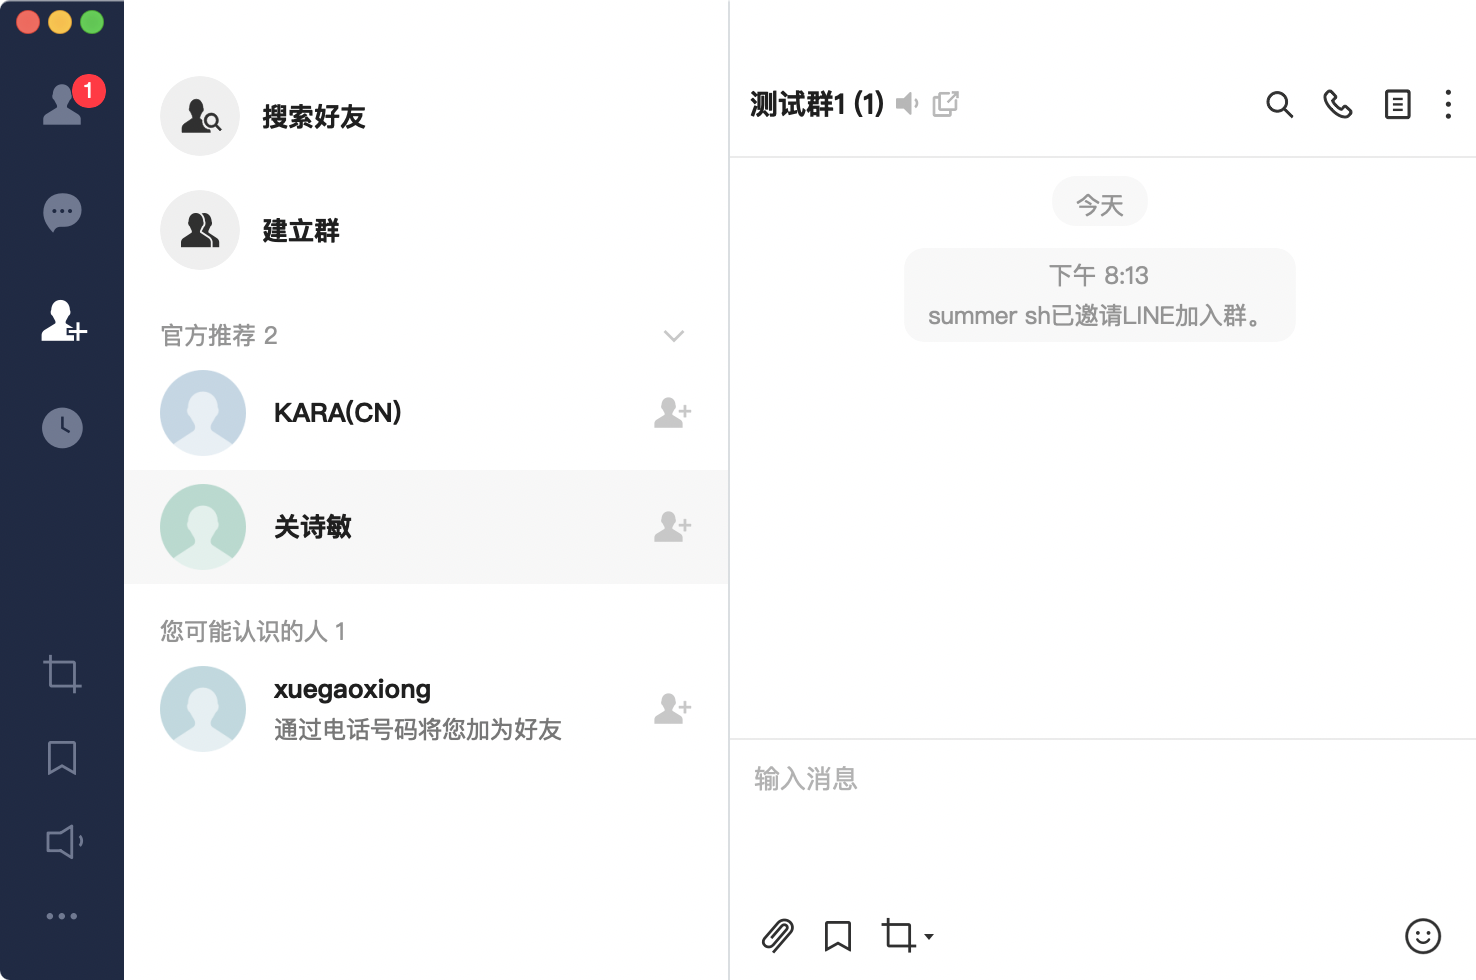 1
搜索好友
建立群
官方推荐 2
KARA(CN)
关诗敏
您可能认识的人 1
xuegaoxiong
通过电话号码将您加为好友
测试群1 (1)
今天
下午 8:13
summer sh已邀请LINE加入群。
输入消息